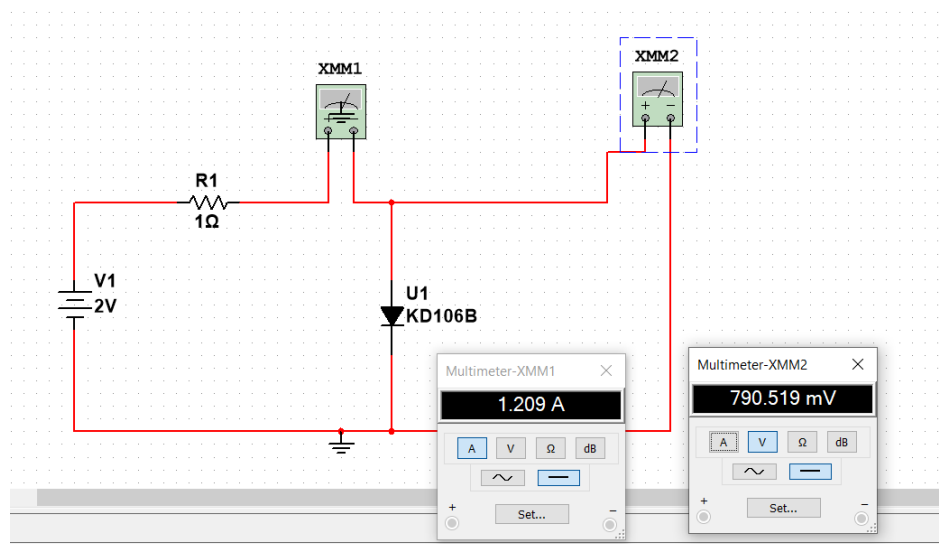 XMM1
XMM2
+ −
R1
1Ω
V1
2V
U1
KD106B
Multimeter-XMM1
1.209 A
A V Ω dB
+
Set...
−
Multimeter-XMM2
790.519 mV
A V Ω dB
+
Set...
−